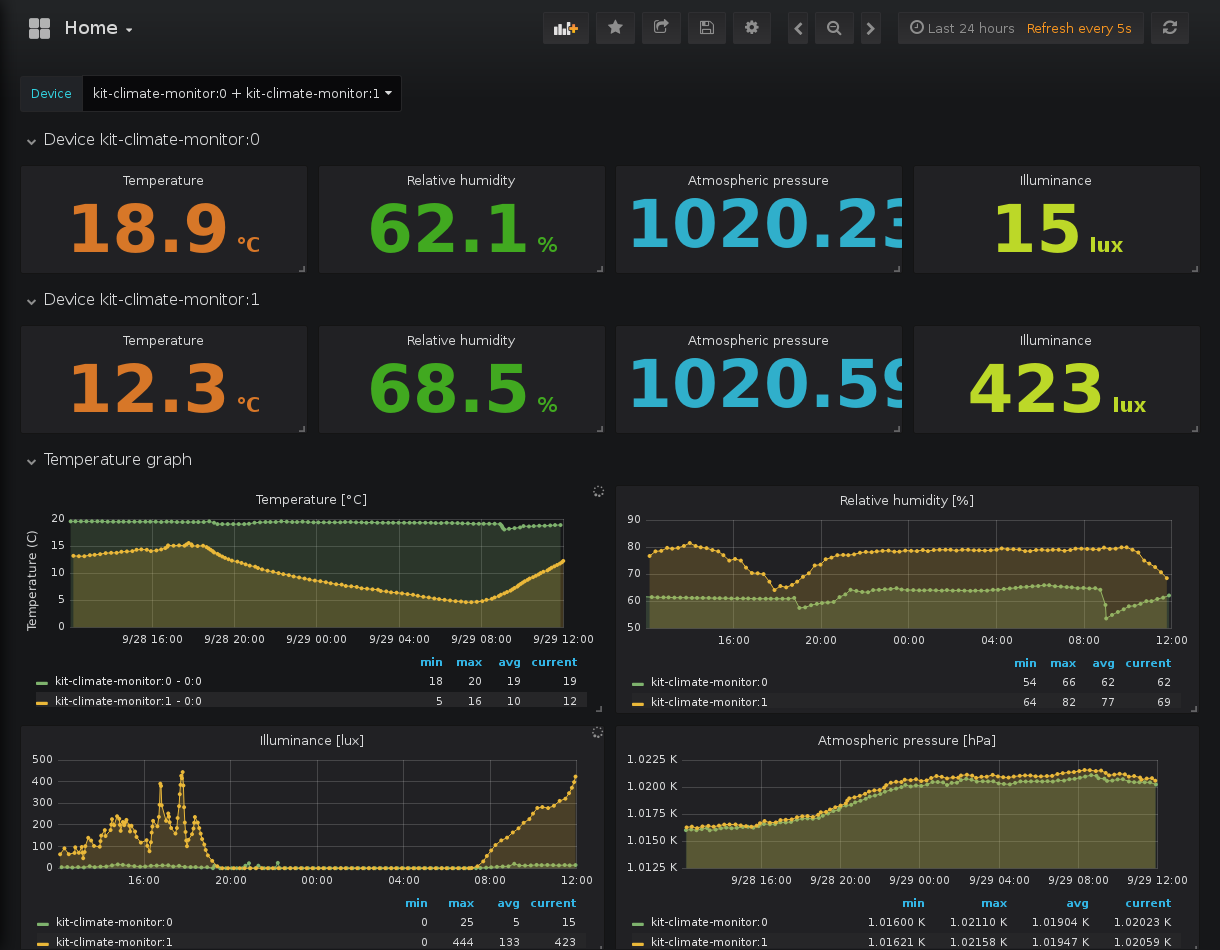 Home
Last 24 hours Refresh every 5s
Device kit-climate-monitor:0 + kit-climate-monitor:1
Device kit-climate-monitor:0
Temperature Relative humidity Atmospheric pressure Illuminance
18.9 °C 62.1 % 1020.23 15 lux
Device kit-climate-monitor:1
Temperature Relative humidity Atmospheric pressure Illuminance
12.3 °C 68.5 % 1020.59 423 lux
Temperature graph
Temperature [°C]
Temperature (C)
20
15
10
5
0
9/28 16:00 9/28 20:00 9/29 00:00 9/29 04:00 9/29 08:00 9/29 12:00
min max avg current
kit-climate-monitor:0 - 0:0 18 20 19 19
kit-climate-monitor:1 - 0:0 5 16 10 12
Relative humidity [%]
90
80
70
60
50
16:00 20:00 00:00 04:00 08:00 12:00
min max avg current
kit-climate-monitor:0 54 66 62 62
kit-climate-monitor:1 64 82 77 69
Illuminance [lux]
500
400
300
200
100
0
16:00 20:00 00:00 04:00 08:00 12:00
min max avg current
kit-climate-monitor:0 0 25 5 15
kit-climate-monitor:1 0 444 133 423
Atmospheric pressure [hPa]
1.0225 K
1.0200 K
1.0175 K
1.0150 K
1.0125 K
9/28 16:00 9/28 20:00 9/29 00:00 9/29 04:00 9/29 08:00 9/29 12:00
min max avg current
kit-climate-monitor:0 1.01600 K 1.02110 K 1.01904 K 1.02023 K
kit-climate-monitor:1 1.01621 K 1.02158 K 1.01947 K 1.02059 K